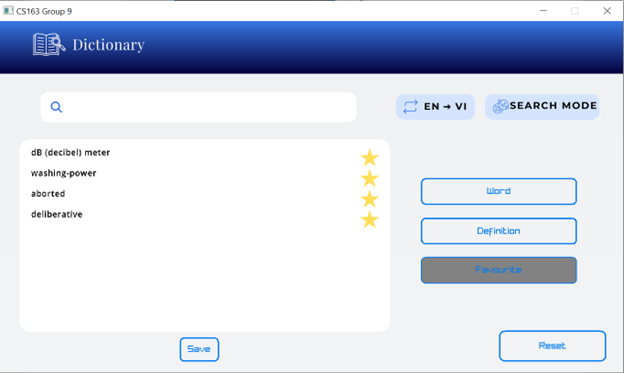 CS163 Group 9
Dictionary
EN → VI
SEARCH MODE
dB (decibel) meter
washing-power
aborted
deliberative
Word
Definition
Favourite
Save
Reset